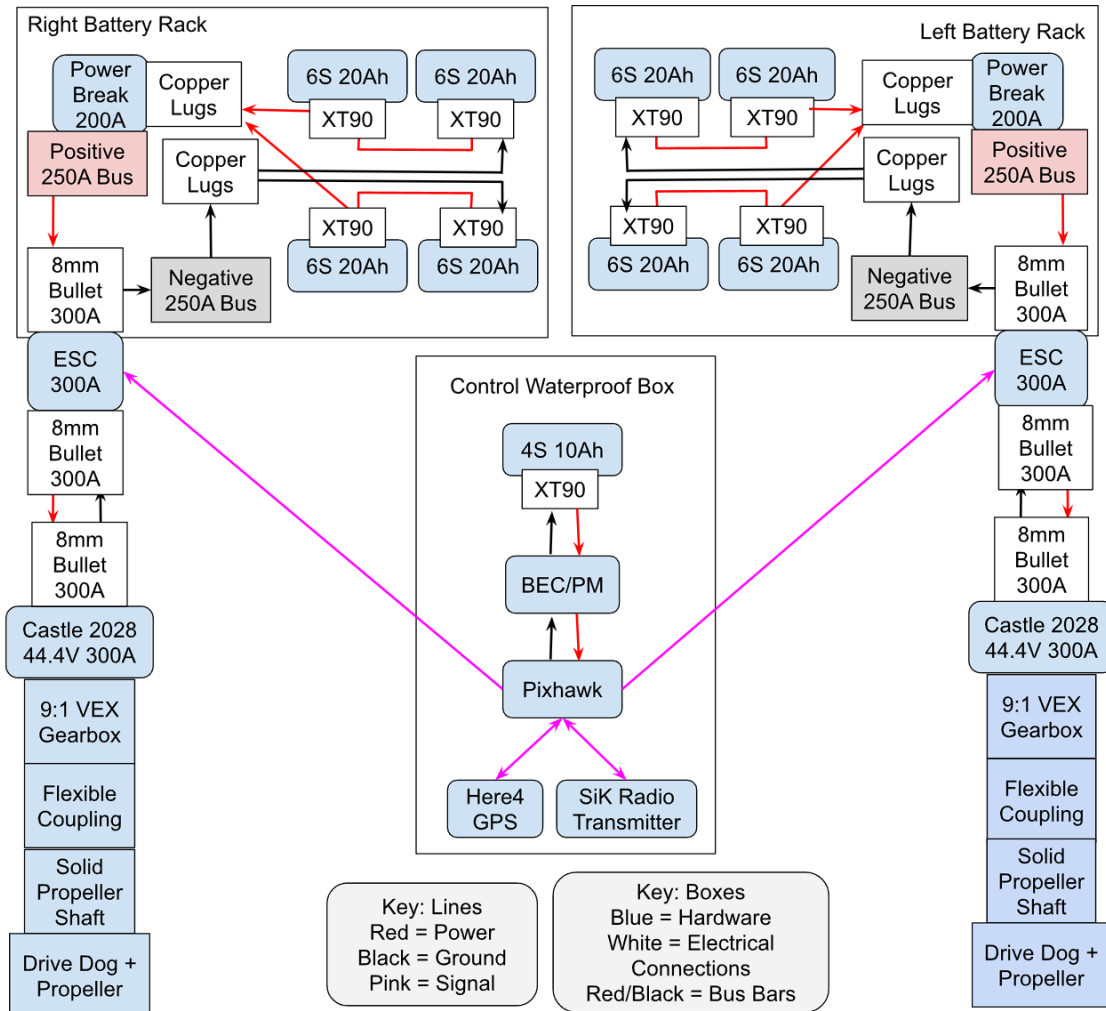 Right Battery Rack
Power
Break
200A
Copper
Lugs
6S 20Ah
6S 20Ah
XT90
XT90
Positive
250A Bus
Copper
Lugs
XT90
XT90
6S 20Ah
6S 20Ah
8mm
Bullet
300A
Negative
250A Bus
ESC
300A
8mm
Bullet
300A
8mm
Bullet
300A
Castle 2028
44.4V 300A
9:1 VEX
Gearbox
Flexible
Coupling
Solid
Propeller
Shaft
Drive Dog +
Propeller
Left Battery Rack
6S 20Ah
6S 20Ah
XT90
XT90
Copper
Lugs
Power
Break
200A
Copper
Lugs
Positive
250A Bus
XT90
XT90
6S 20Ah
6S 20Ah
Negative
250A Bus
8mm
Bullet
300A
ESC
300A
8mm
Bullet
300A
8mm
Bullet
300A
Castle 2028
44.4V 300A
9:1 VEX
Gearbox
Flexible
Coupling
Solid
Propeller
Shaft
Drive Dog +
Propeller
Control Waterproof Box
4S 10Ah
XT90
BEC/PM
Pixhawk
Here4
GPS
SiK Radio
Transmitter
Key: Lines
Red = Power
Black = Ground
Pink = Signal
Key: Boxes
Blue = Hardware
White = Electrical
Connections
Red/Black = Bus Bars